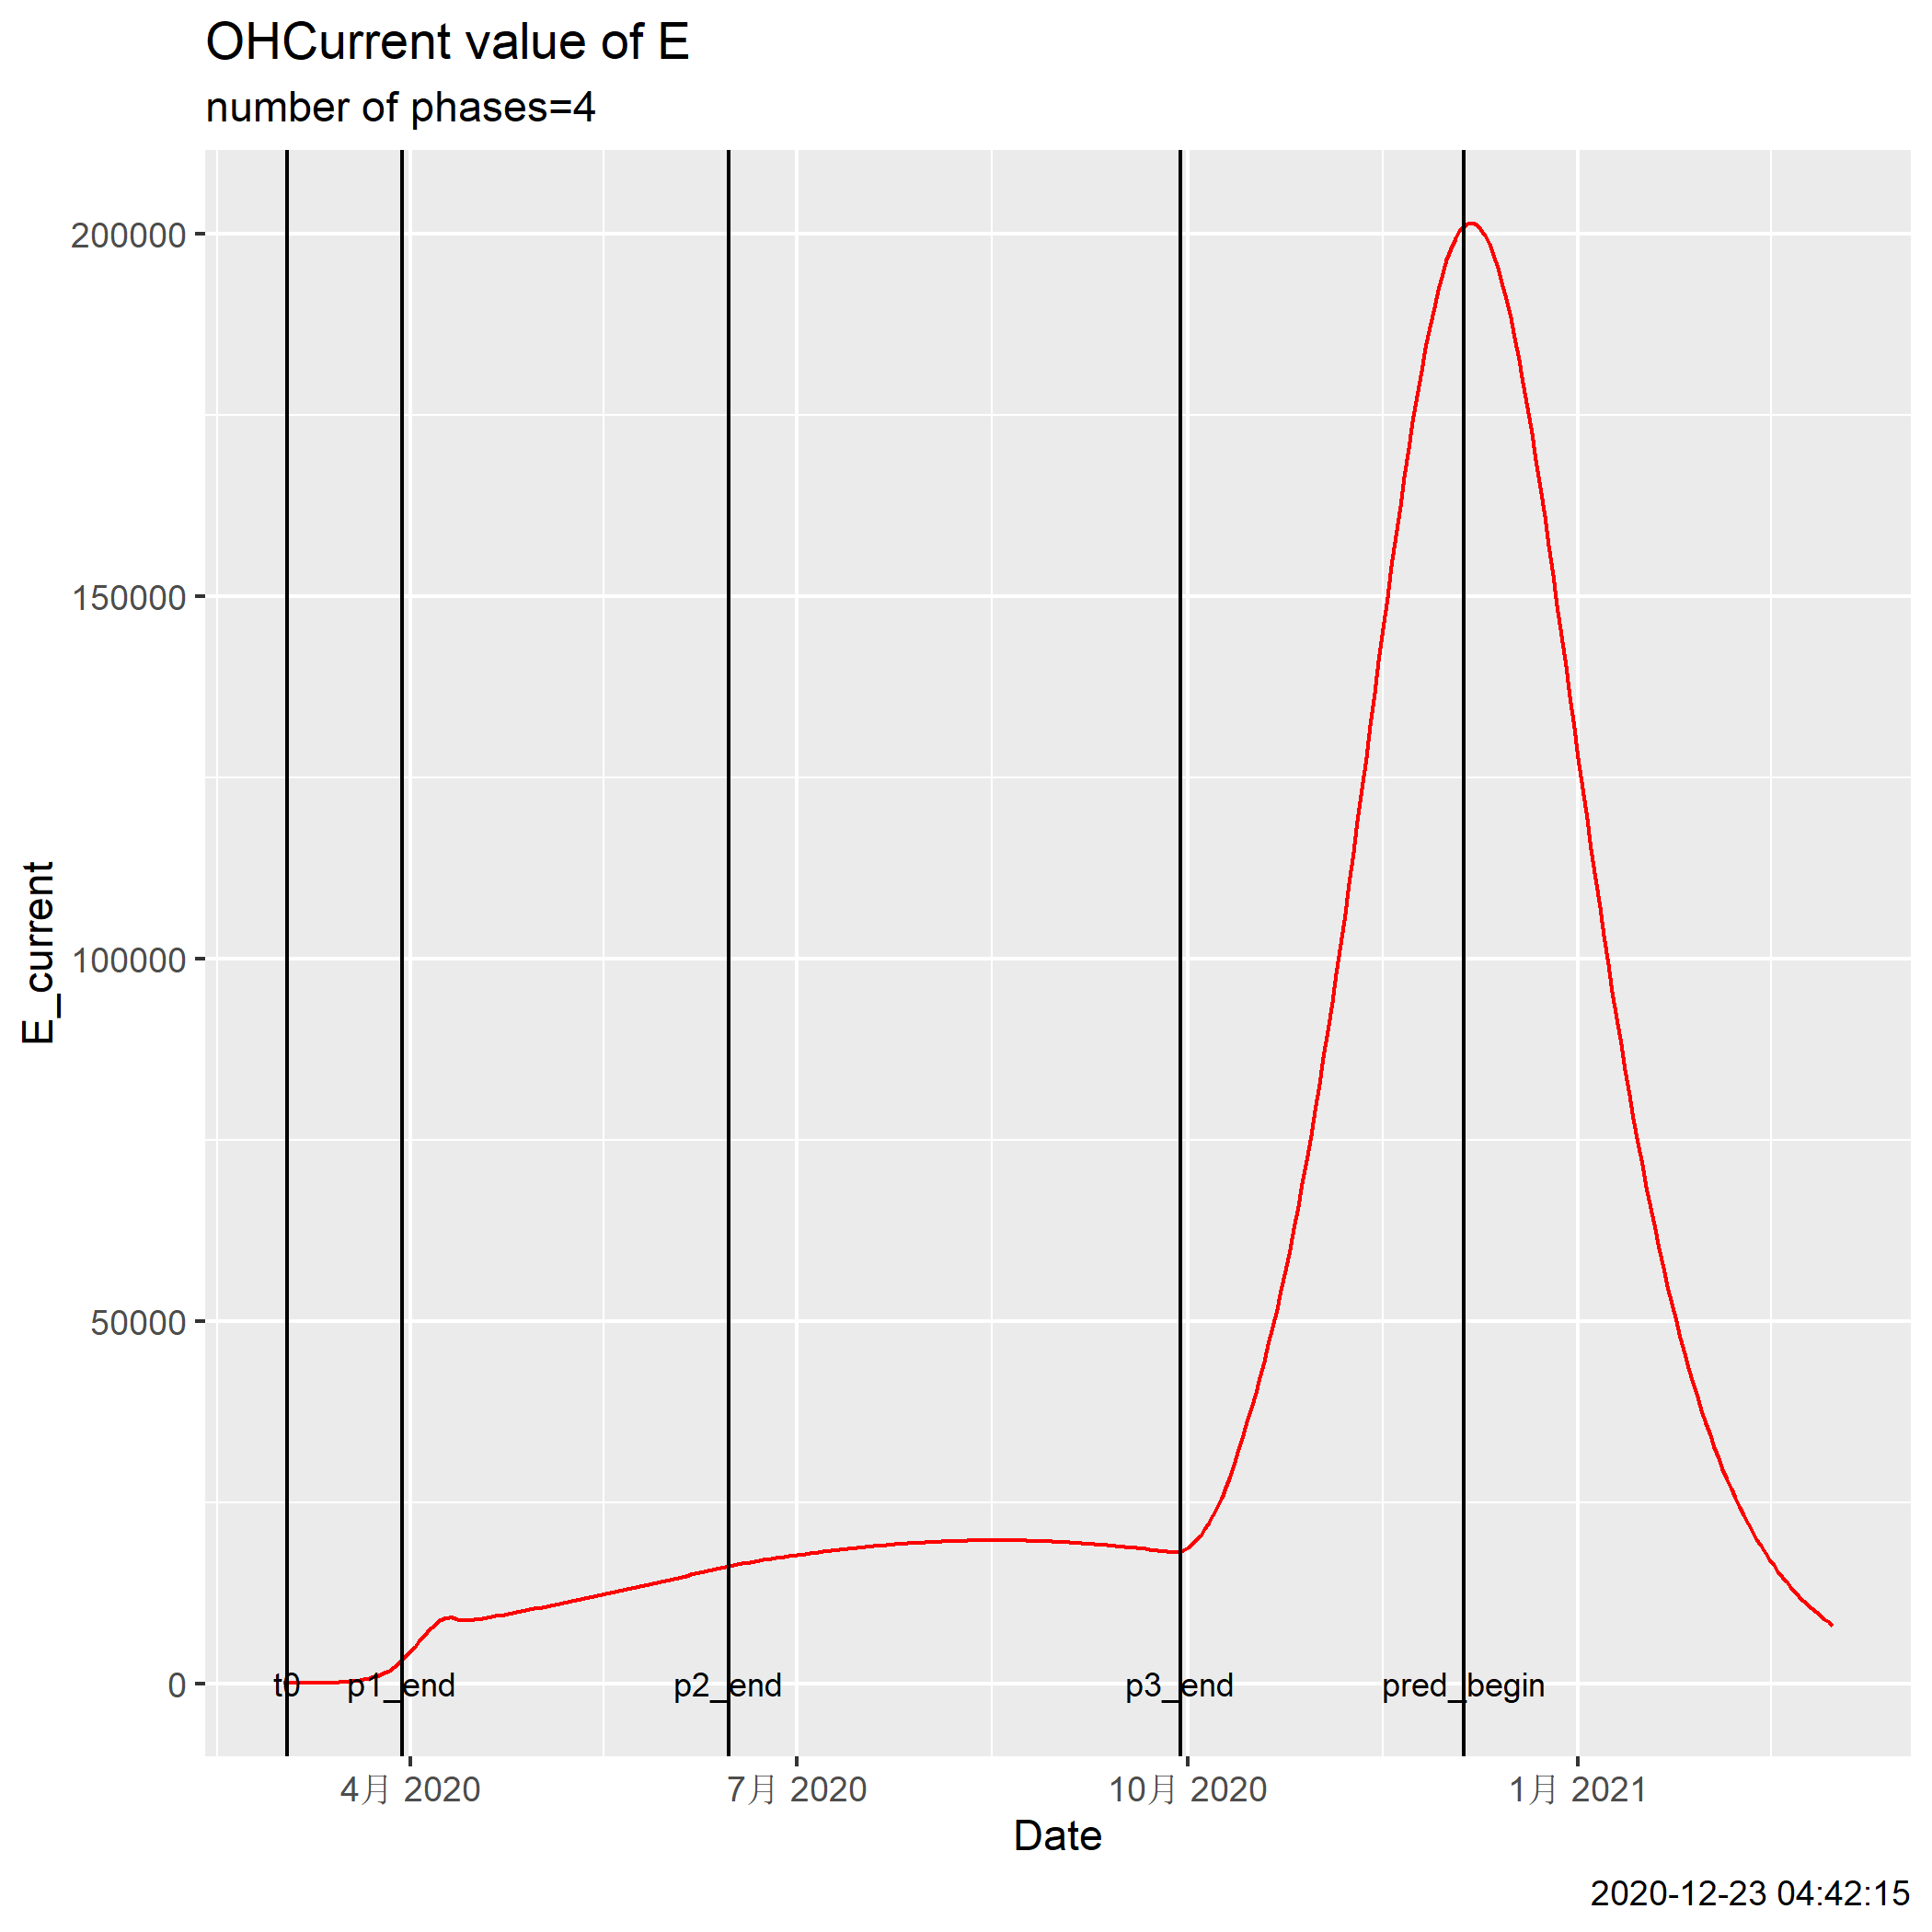 OHCurrent value of E
number of phases=4
200000
150000
100000
50000
0
E_current
t0
p1_end
p2_end
p3_end
pred_begin
4月 2020
7月 2020
10月 2020
1月 2021
Date
2020-12-23 04:42:15